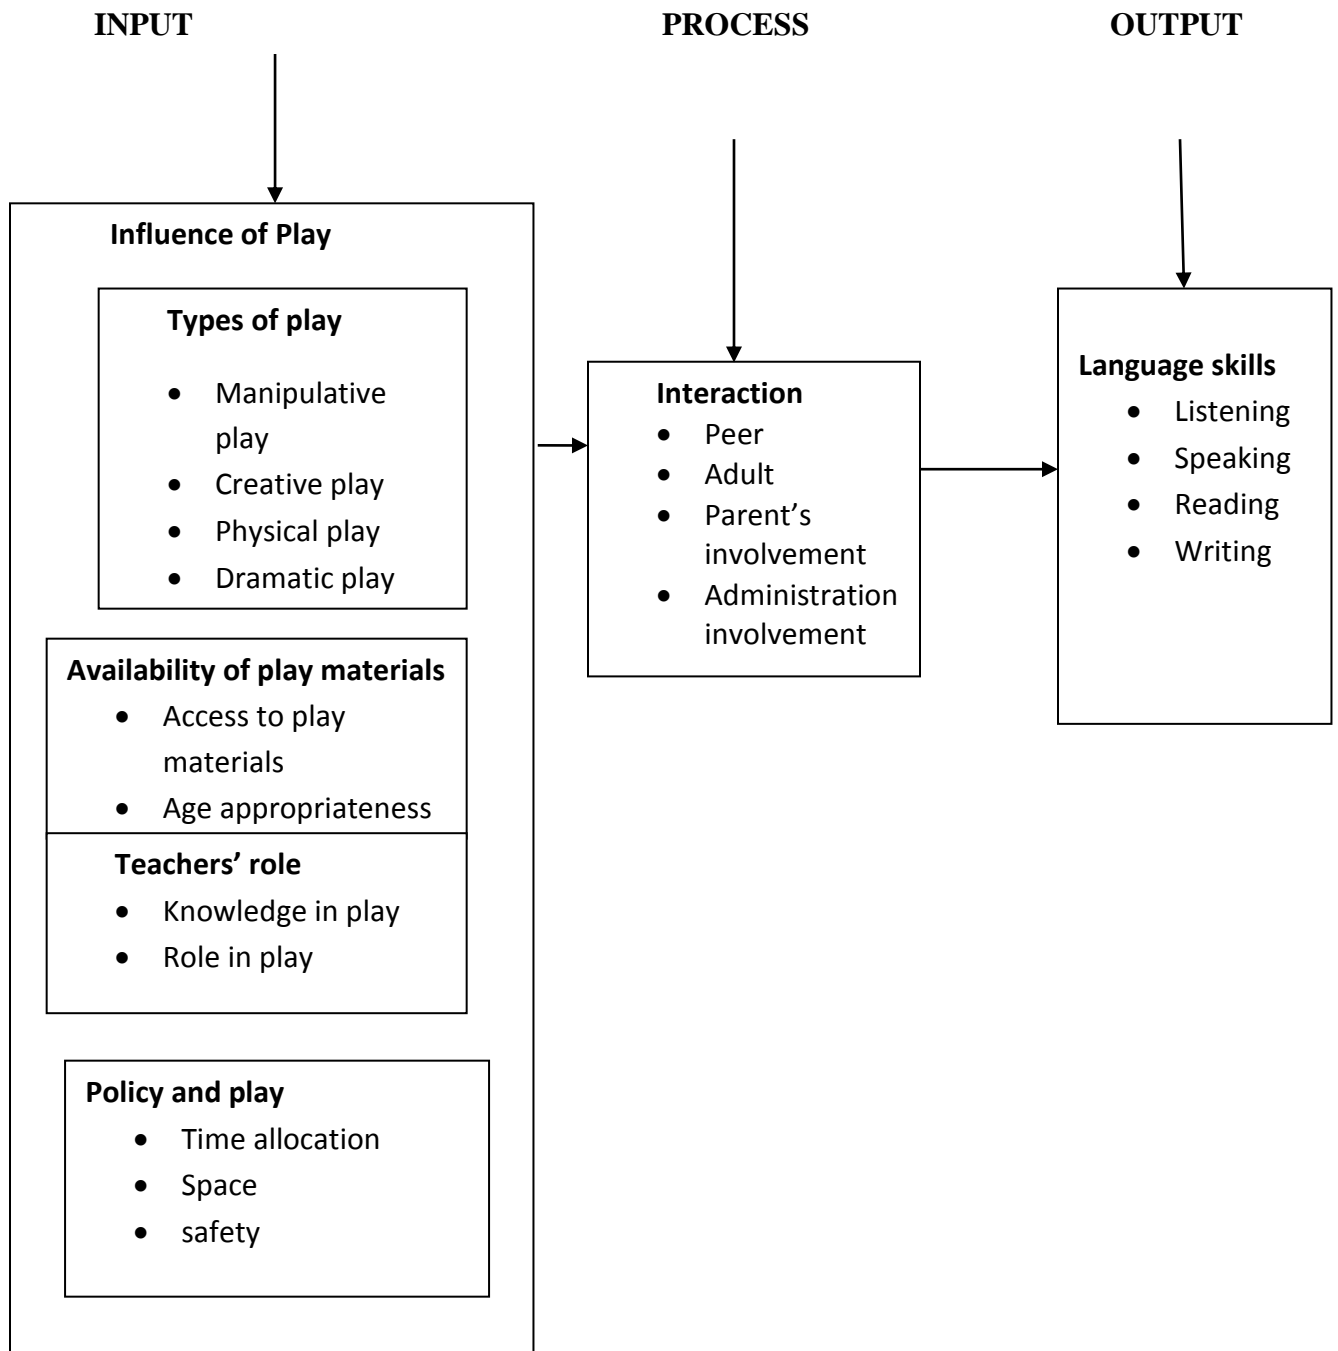 INPUT
PROCESS
OUTPUT
Influence of Play
Types of play
• Manipulative
play
• Creative play
• Physical play
• Dramatic play
Availability of play materials
• Access to play
materials
• Age appropriateness
Teachers’ role
• Knowledge in play
• Role in play
Policy and play
• Time allocation
• Space
• safety
Interaction
• Peer
• Adult
• Parent’s
involvement
• Administration
involvement
Language skills
• Listening
• Speaking
• Reading
• Writing